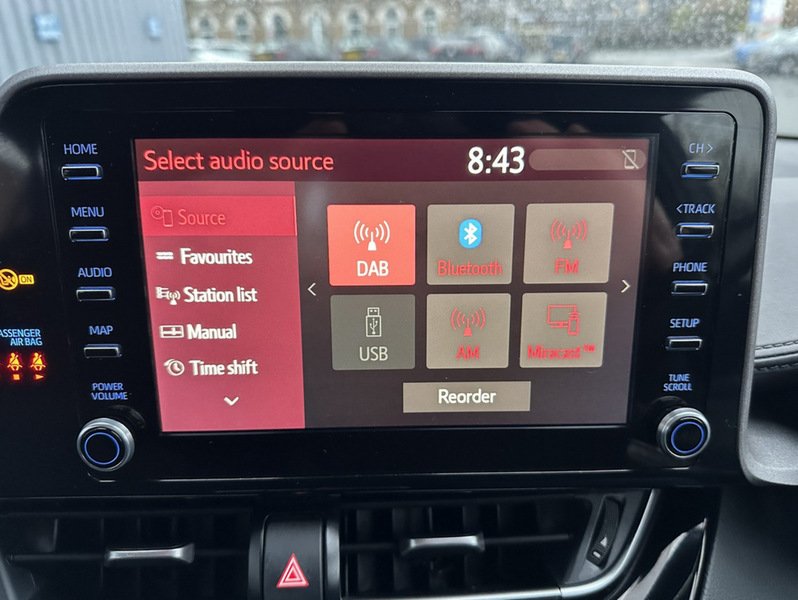 HOME
MENU
AUDIO
MAP
POWER
VOLUME
ON
PASSENGER
AIR BAG
Select audio source
8:43
Source
Favourites
Station list
Manual
Time shift
DAB
Bluetooth
FM
USB
AM
Miracast™
Reorder
CH >
< TRACK
PHONE
SETUP
TUNE
SCROLL